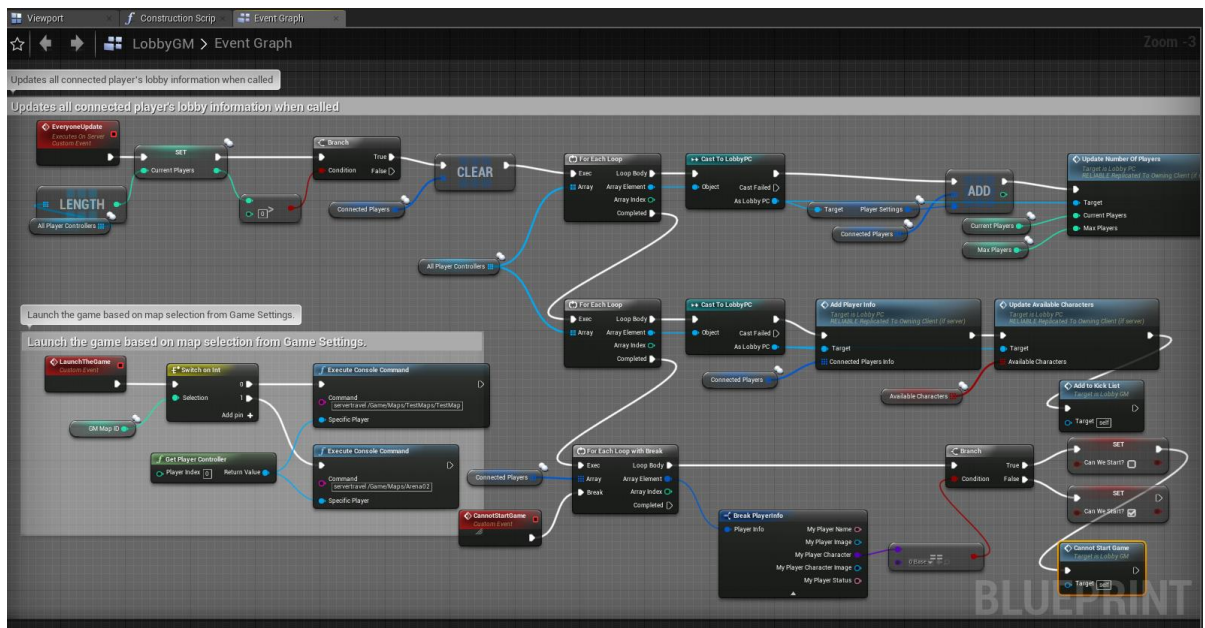 Viewport
Construction Scrip
Event Graph
LobbyGM > Event Graph
Zoom -3
Updates all connected player's lobby information when called
Updates all connected player's lobby information when called
EveryoneUpdate
Executes On Server
Custom Event
SET
Current Players
LENGTH
All Player Controllers
0
>
Branch
True
Condition
False
CLEAR
Connected Players
For Each Loop
Exec
Loop Body
Array
Array Element
Array Index
Completed
Cast To LobbyPC
Object
Cast Failed
As Lobby PC
Target
Player Settings
Connected Players
ADD
Current Players
Max Players
Update Number Of Players
Target is Lobby PC
RELIABLE Replicated To Owning Client (if
Target
Current Players
Max Players
All Player Controllers
For Each Loop
Exec
Loop Body
Array
Array Element
Array Index
Completed
Cast To LobbyPC
Object
Cast Failed
As Lobby PC
Connected Players
Add Player Info
Target is Lobby PC
RELIABLE Replicated To Owning Client (if server)
Target
Connected Players Info
Update Available Characters
Target is Lobby PC
RELIABLE Replicated To Owning Client (if server)
Target
Available Characters
Available Characters
Add to Kick List
Target is Lobby GM
Target
self
Launch the game based on map selection from Game Settings.
Launch the game based on map selection from Game Settings.
LaunchTheGame
Custom Event
GM Map ID
Switch on Int
0
Selection
1
Add pin +
Get Player Controller
Player Index
0
Return Value
Execute Console Command
Command
servertravel /Game/Maps/TestMaps/TestMap
Specific Player
Execute Console Command
Command
servertravel /Game/Maps/Arena02
Specific Player
Connected Players
CannotStartGame
Custom Event
For Each Loop with Break
Exec
Loop Body
Array
Array Element
Break
Array Index
Completed
Break PlayerInfo
Player Info
My Player Name
My Player Image
My Player Character
My Player Character Image
My Player Status
==
Branch
True
Condition
False
SET
Can We Start?
SET
Can We Start?
Cannot Start Game
Target is Lobby GM
Target
self
BLUEPRINT